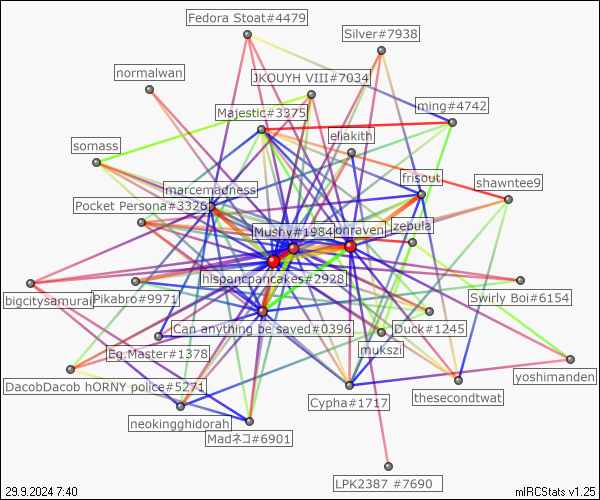 Fedora Stoat#4479
Silver#7938
normalwan
JKOUYH VIII#7034
ming#4742
Majestic#3375
eliakith
somass
frisout
shawntee9
marcemadness
Pocket Persona#3326
zebula
Mushy#1984
onraven
hispancpancakes#2928
bigcitysamurai
Pikabro#9971
Swirly Boi#6154
Can anything be saved#0396
Duck#1245
Eg.Master#1378
mukszi
yoshimanden
DacobDacob hORNY police#5271
Cypha#1717
thesecondtwat
neokingghidorah
Madネコ#6901
LPK2387 #7690
29.9.2024 7:40
mIRCStats v1.25